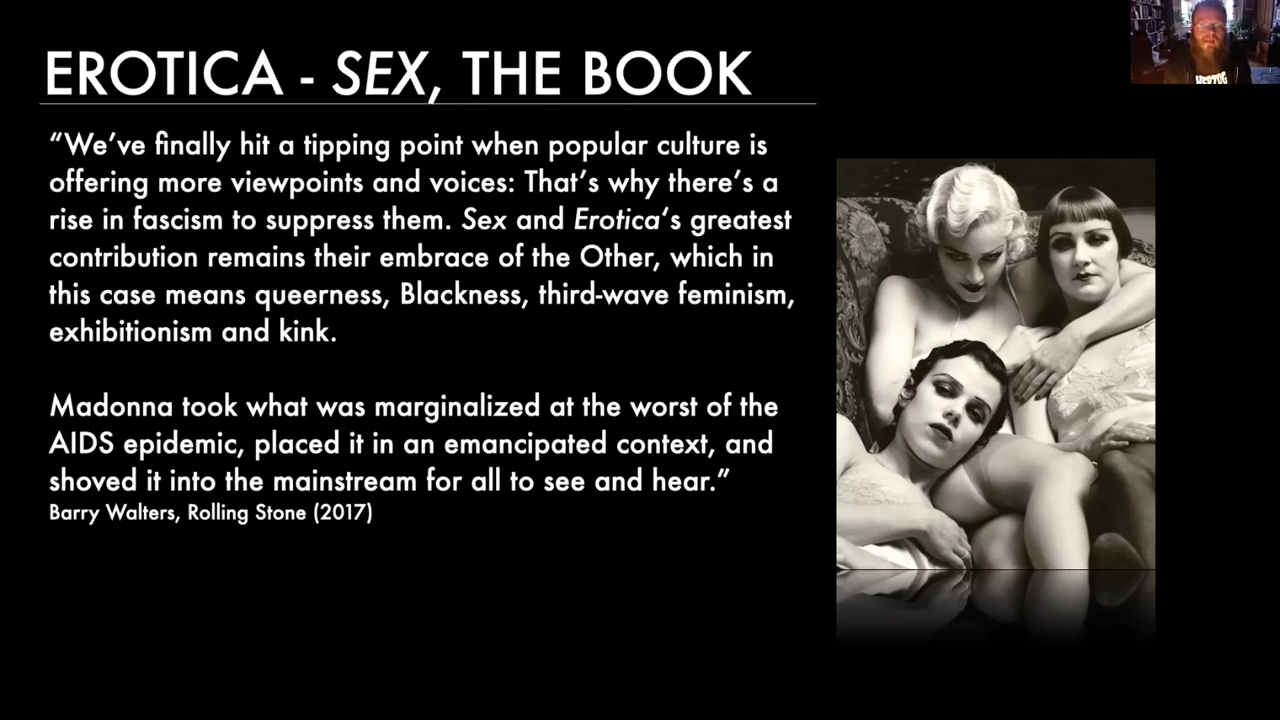 EROTICA - SEX, THE BOOK
“We’ve finally hit a tipping point when popular culture is
offering more viewpoints and voices: That’s why there’s a
rise in fascism to suppress them. Sex and Erotica‘s greatest
contribution remains their embrace of the Other, which in
this case means queerness, Blackness, third-wave feminism,
exhibitionism and kink.
Madonna took what was marginalized at the worst of the
AIDS epidemic, placed it in an emancipated context, and
shoved it into the mainstream for all to see and hear.”
Barry Walters, Rolling Stone (2017)
HERZOG